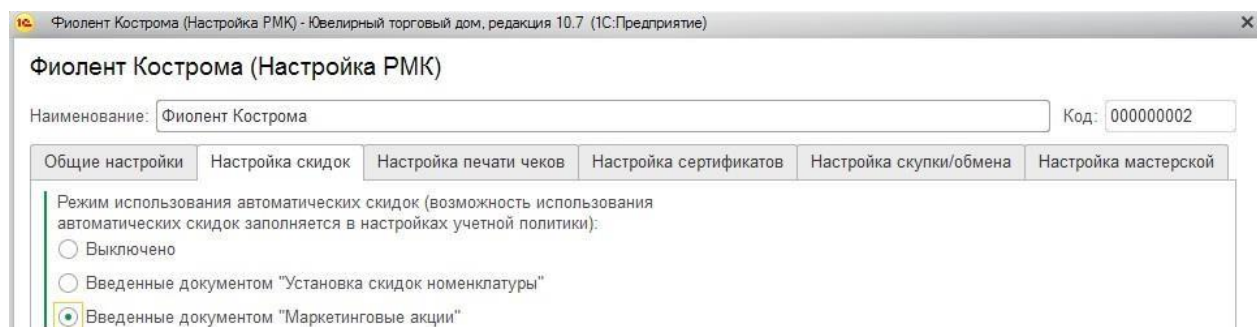 Фиолент Кострома (Настройка РМК) - Ювелирный торговый дом, редакция 10.7 (1С:Предприятие)
Фиолент Кострома (Настройка РМК)
Наименование: Фиолент Кострома Код: 000000002
Общие настройки Настройка скидок Настройка печати чеков Настройка сертификатов Настройка скупки/обмена Настройка мастерской
Режим использования автоматических скидок (возможность использования
автоматических скидок заполняется в настройках учетной политики):
Выключено
Введенные документом "Установка скидок номенклатуры"
Введенные документом "Маркетинговые акции"